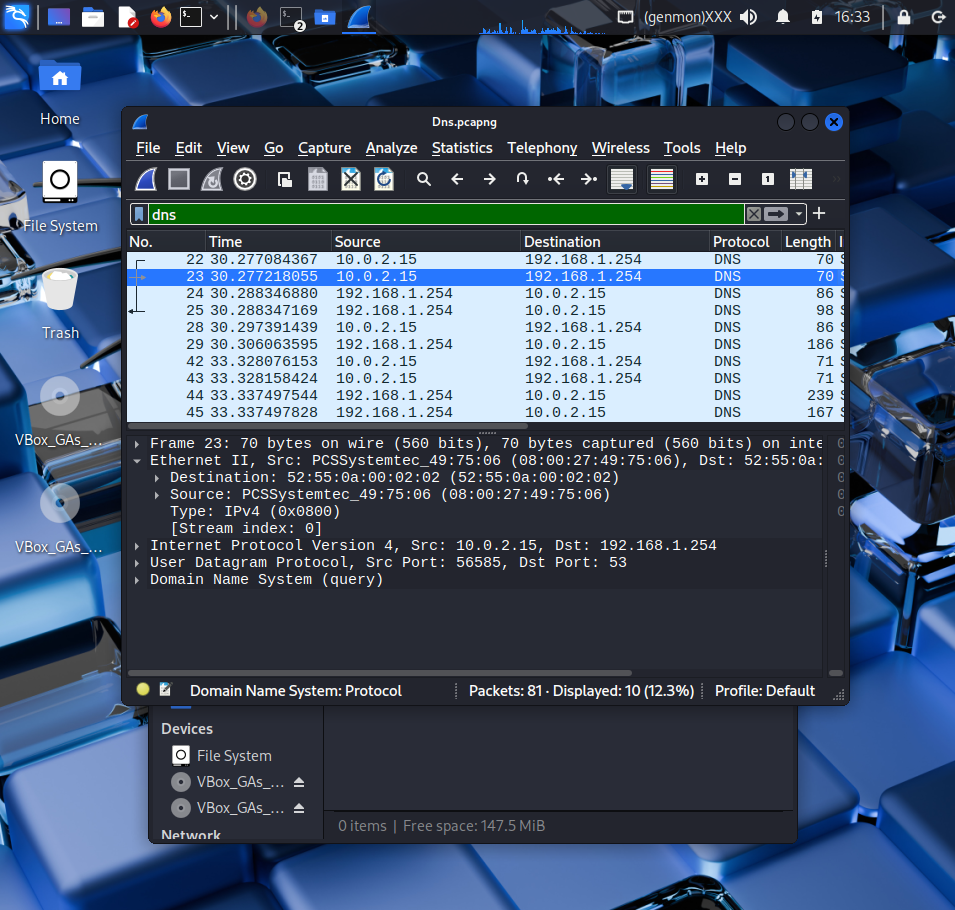 2
(genmon)XXX
16:33
Home
File System
Trash
VBox_GAs_...
VBox_GAs_...
Dns.pcapng
File Edit View Go Capture Analyze Statistics Telephony Wireless Tools Help
dns
No. Time Source Destination Protocol Length I
22 30.277084367 10.0.2.15 192.168.1.254 DNS 70 S
23 30.277218055 10.0.2.15 192.168.1.254 DNS 70 S
24 30.288346880 192.168.1.254 10.0.2.15 DNS 86 S
25 30.288347169 192.168.1.254 10.0.2.15 DNS 98 S
28 30.297391439 10.0.2.15 192.168.1.254 DNS 86 S
29 30.306063595 192.168.1.254 10.0.2.15 DNS 186 S
42 33.328076153 10.0.2.15 192.168.1.254 DNS 71 S
43 33.328158424 10.0.2.15 192.168.1.254 DNS 71 S
44 33.337497544 192.168.1.254 10.0.2.15 DNS 239 S
45 33.337497828 192.168.1.254 10.0.2.15 DNS 167 S
Frame 23: 70 bytes on wire (560 bits), 70 bytes captured (560 bits) on inte
Ethernet II, Src: PCSSystemtec_49:75:06 (08:00:27:49:75:06), Dst: 52:55:0a:
Destination: 52:55:0a:00:02:02 (52:55:0a:00:02:02)
Source: PCSSystemtec_49:75:06 (08:00:27:49:75:06)
Type: IPv4 (0x0800)
[Stream index: 0]
Internet Protocol Version 4, Src: 10.0.2.15, Dst: 192.168.1.254
User Datagram Protocol, Src Port: 56585, Dst Port: 53
Domain Name System (query)
Domain Name System: Protocol
Packets: 81 · Displayed: 10 (12.3%)
Profile: Default
Devices
File System
VBox_GAs_...
VBox_GAs_...
Network
0 items | Free space: 147.5 MiB